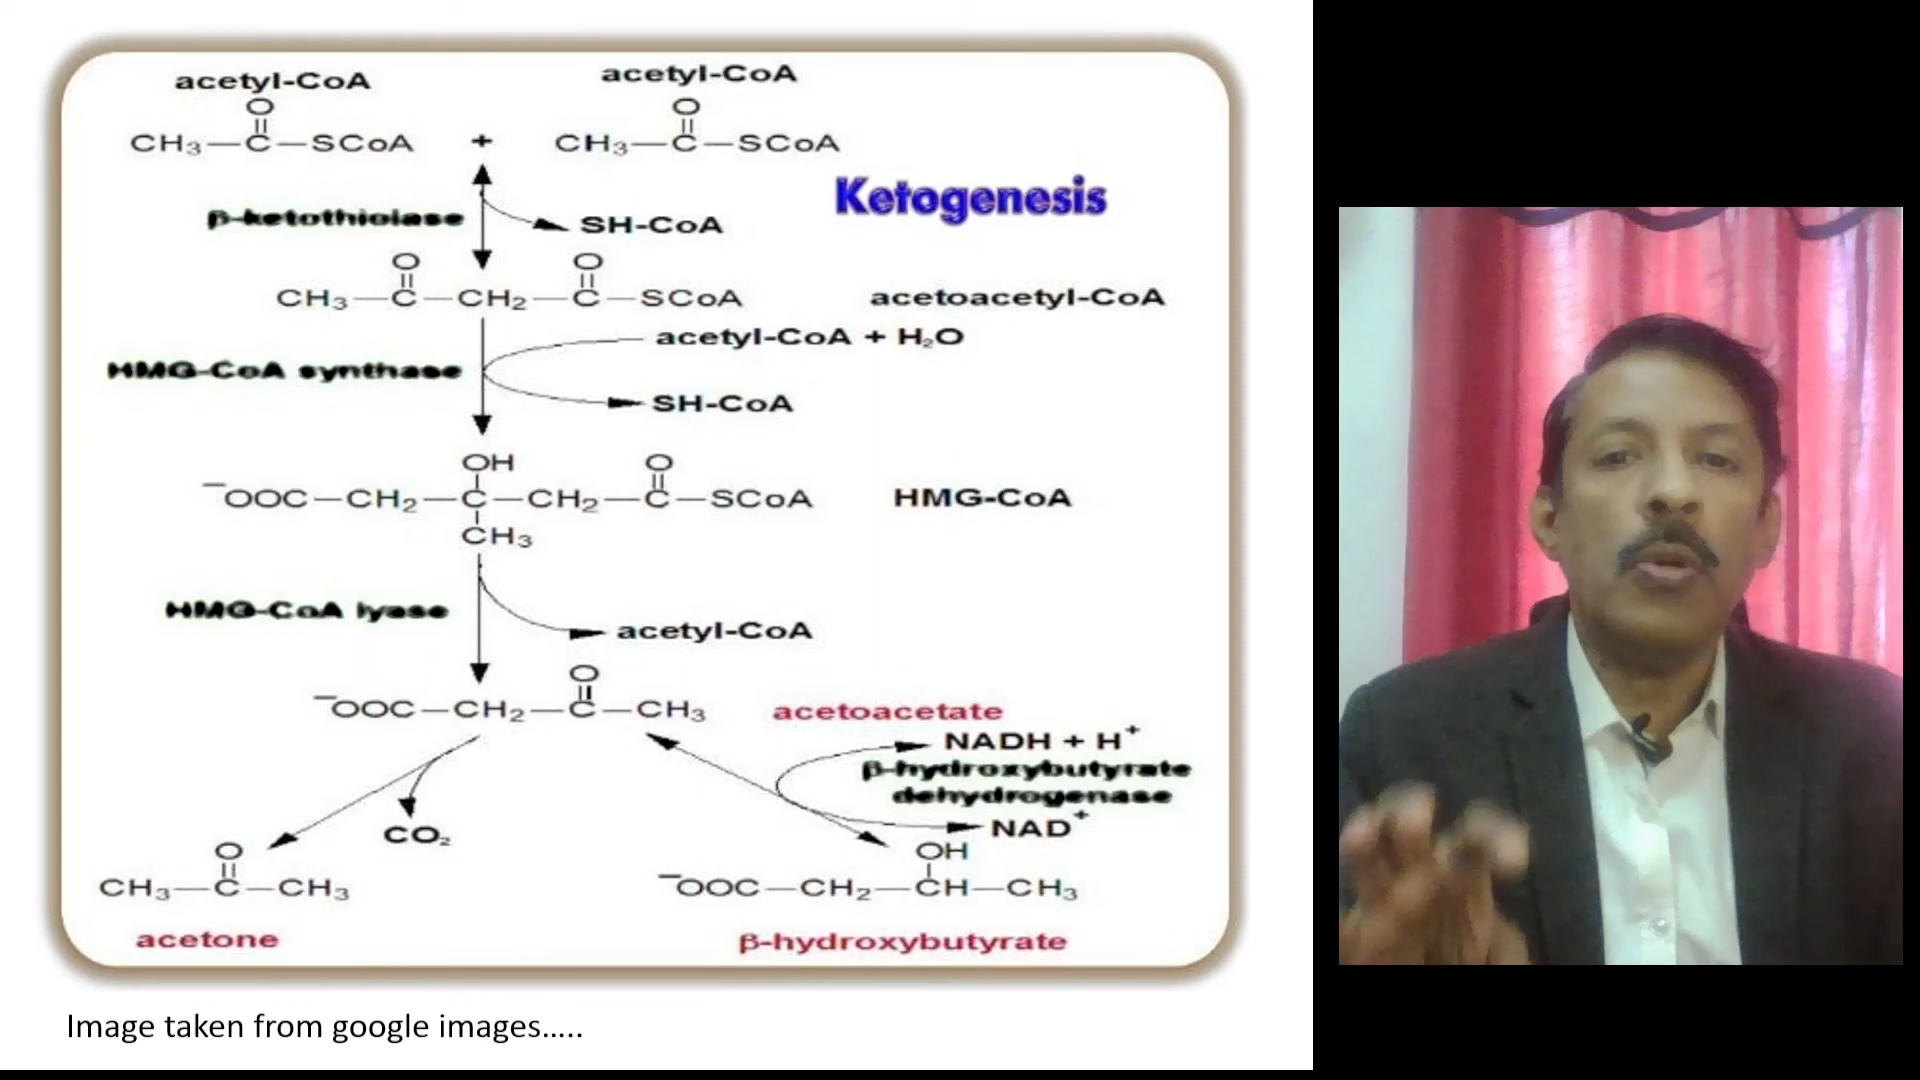 acetyl-CoA
acetyl-CoA
O
O
CH₃—C—SCoA + CH₃—C—SCoA
Ketogenesis
β-ketothiolase
SH-CoA
O
O
CH₃—C—CH₂—C—SCoA
acetoacetyl-CoA
acetyl-CoA + H₂O
HMG-CoA synthase
SH-CoA
OH
O
⁻OOC—CH₂—C—CH₂—C—SCoA
HMG-CoA
CH₃
HMG-CoA lyase
acetyl-CoA
O
⁻OOC—CH₂—C—CH₃
acetoacetate
NADH + H⁺
β-hydroxybutyrate
dehydrogenase
NAD⁺
CO₂
O
OH
CH₃—C—CH₃
⁻OOC—CH₂—CH—CH₃
acetone
β-hydroxybutyrate
Image taken from google images.....